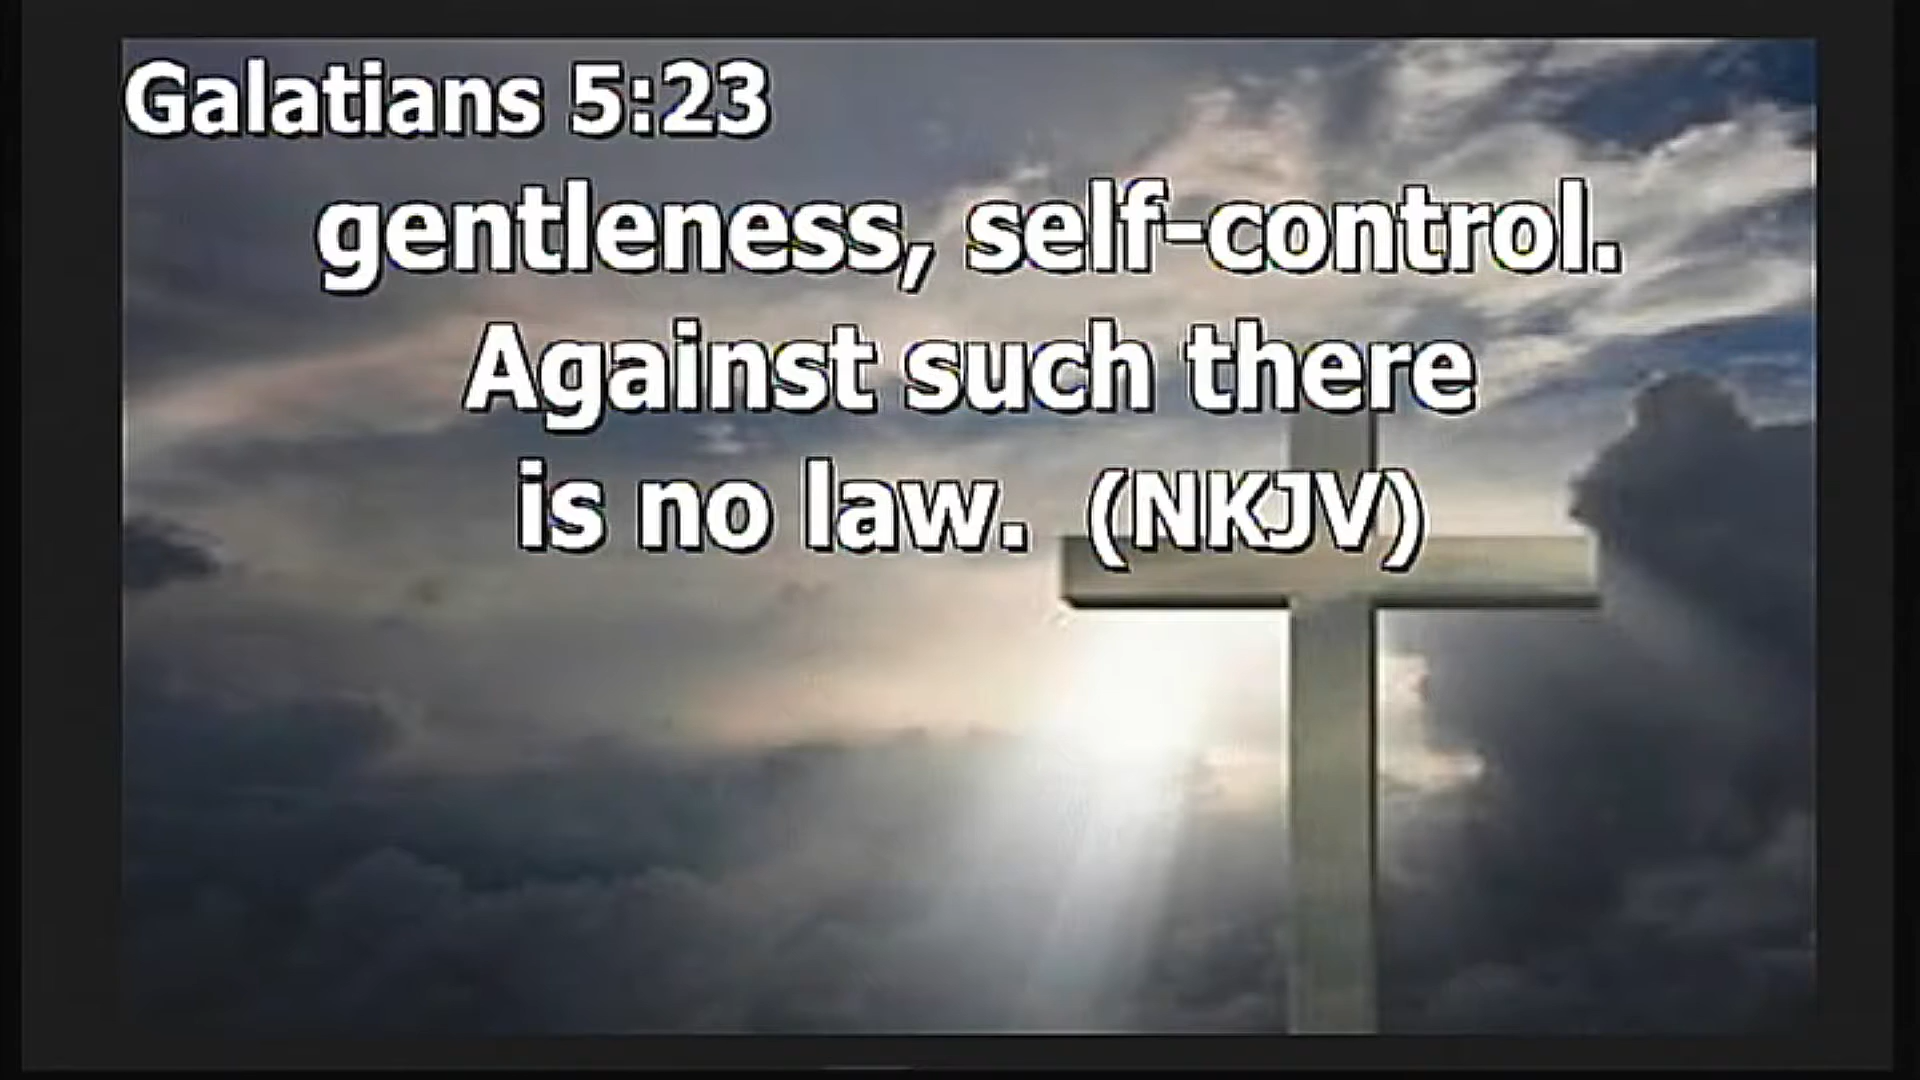 Galatians 5:23
gentleness, self-control.
Against such there
is no law. (NKJV)